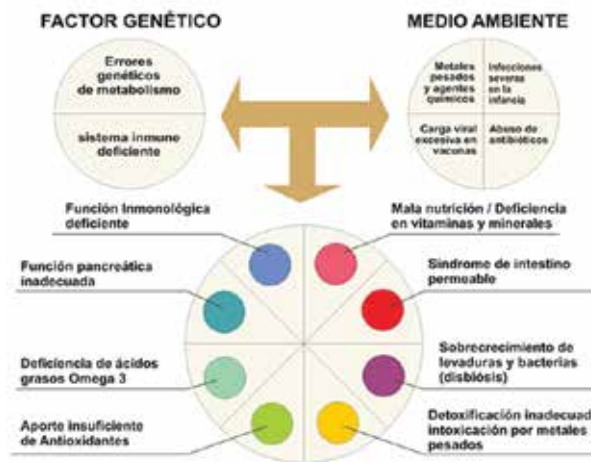 FACTOR GENÉTICO
Errores
genéticos
de metabolismo
sistema inmune
deficiente
MEDIO AMBIENTE
Metales
pesados
y agentes
químicos
Infecciones
severas
en la
infancia
Carga viral
excesiva en
vacunas
Abuso de
antibióticos
Función Inmonológica
deficiente
Mala nutrición / Deficiencia
en vitaminas y minerales
Función pancreática
inadecuada
Sindrome de intestino
permeable
Deficiencia de ácidos
grasos Omega 3
Sobrecrecimiento de
levaduras y bacterias
(disbiósis)
Aporte insuficiente
de Antioxidantes
Detoxificación inadecuad
intoxicación por metales
pesados